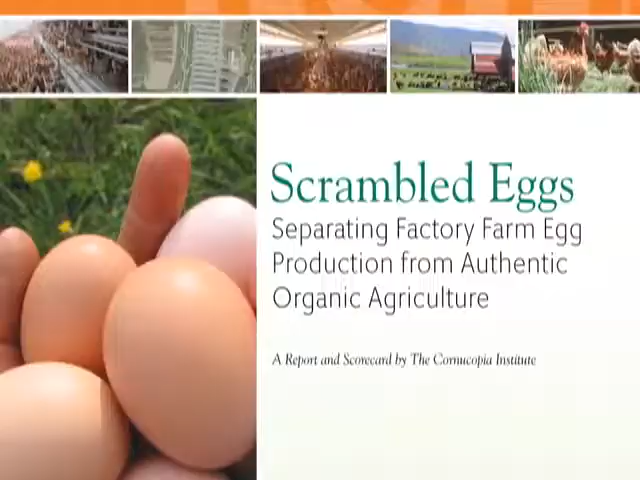 Scrambled Eggs
Separating Factory Farm Egg
Production from Authentic
Organic Agriculture
A Report and Scorecard by The Cornucopia Institute